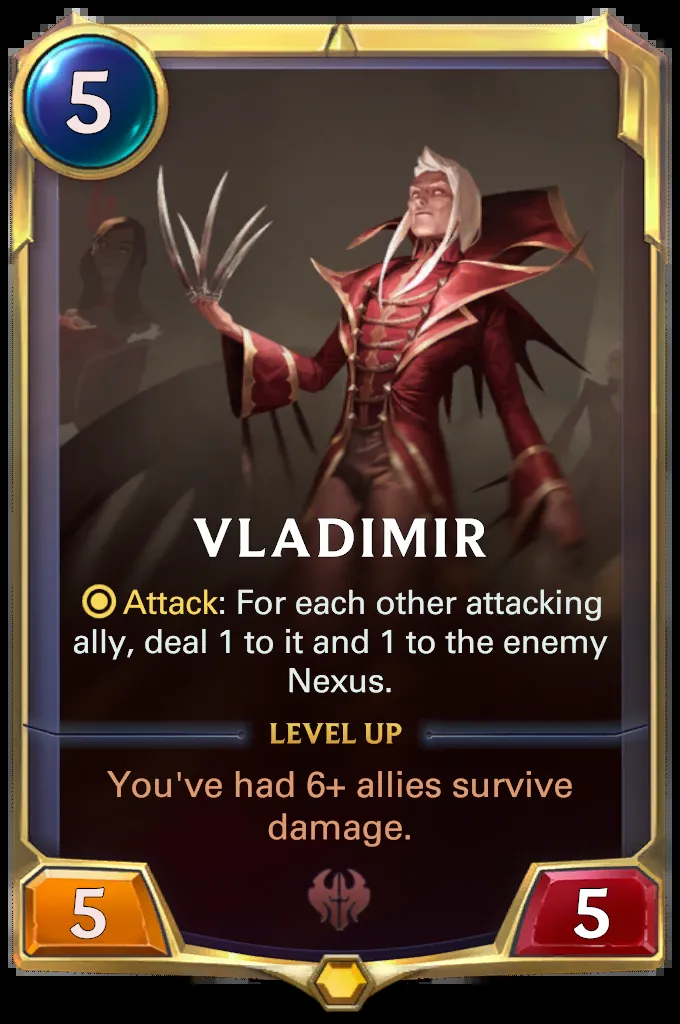 5
VLADIMIR
Attack: For each other attacking
ally, deal 1 to it and 1 to the enemy
Nexus.
LEVEL UP
You've had 6+ allies survive
damage.
5
5